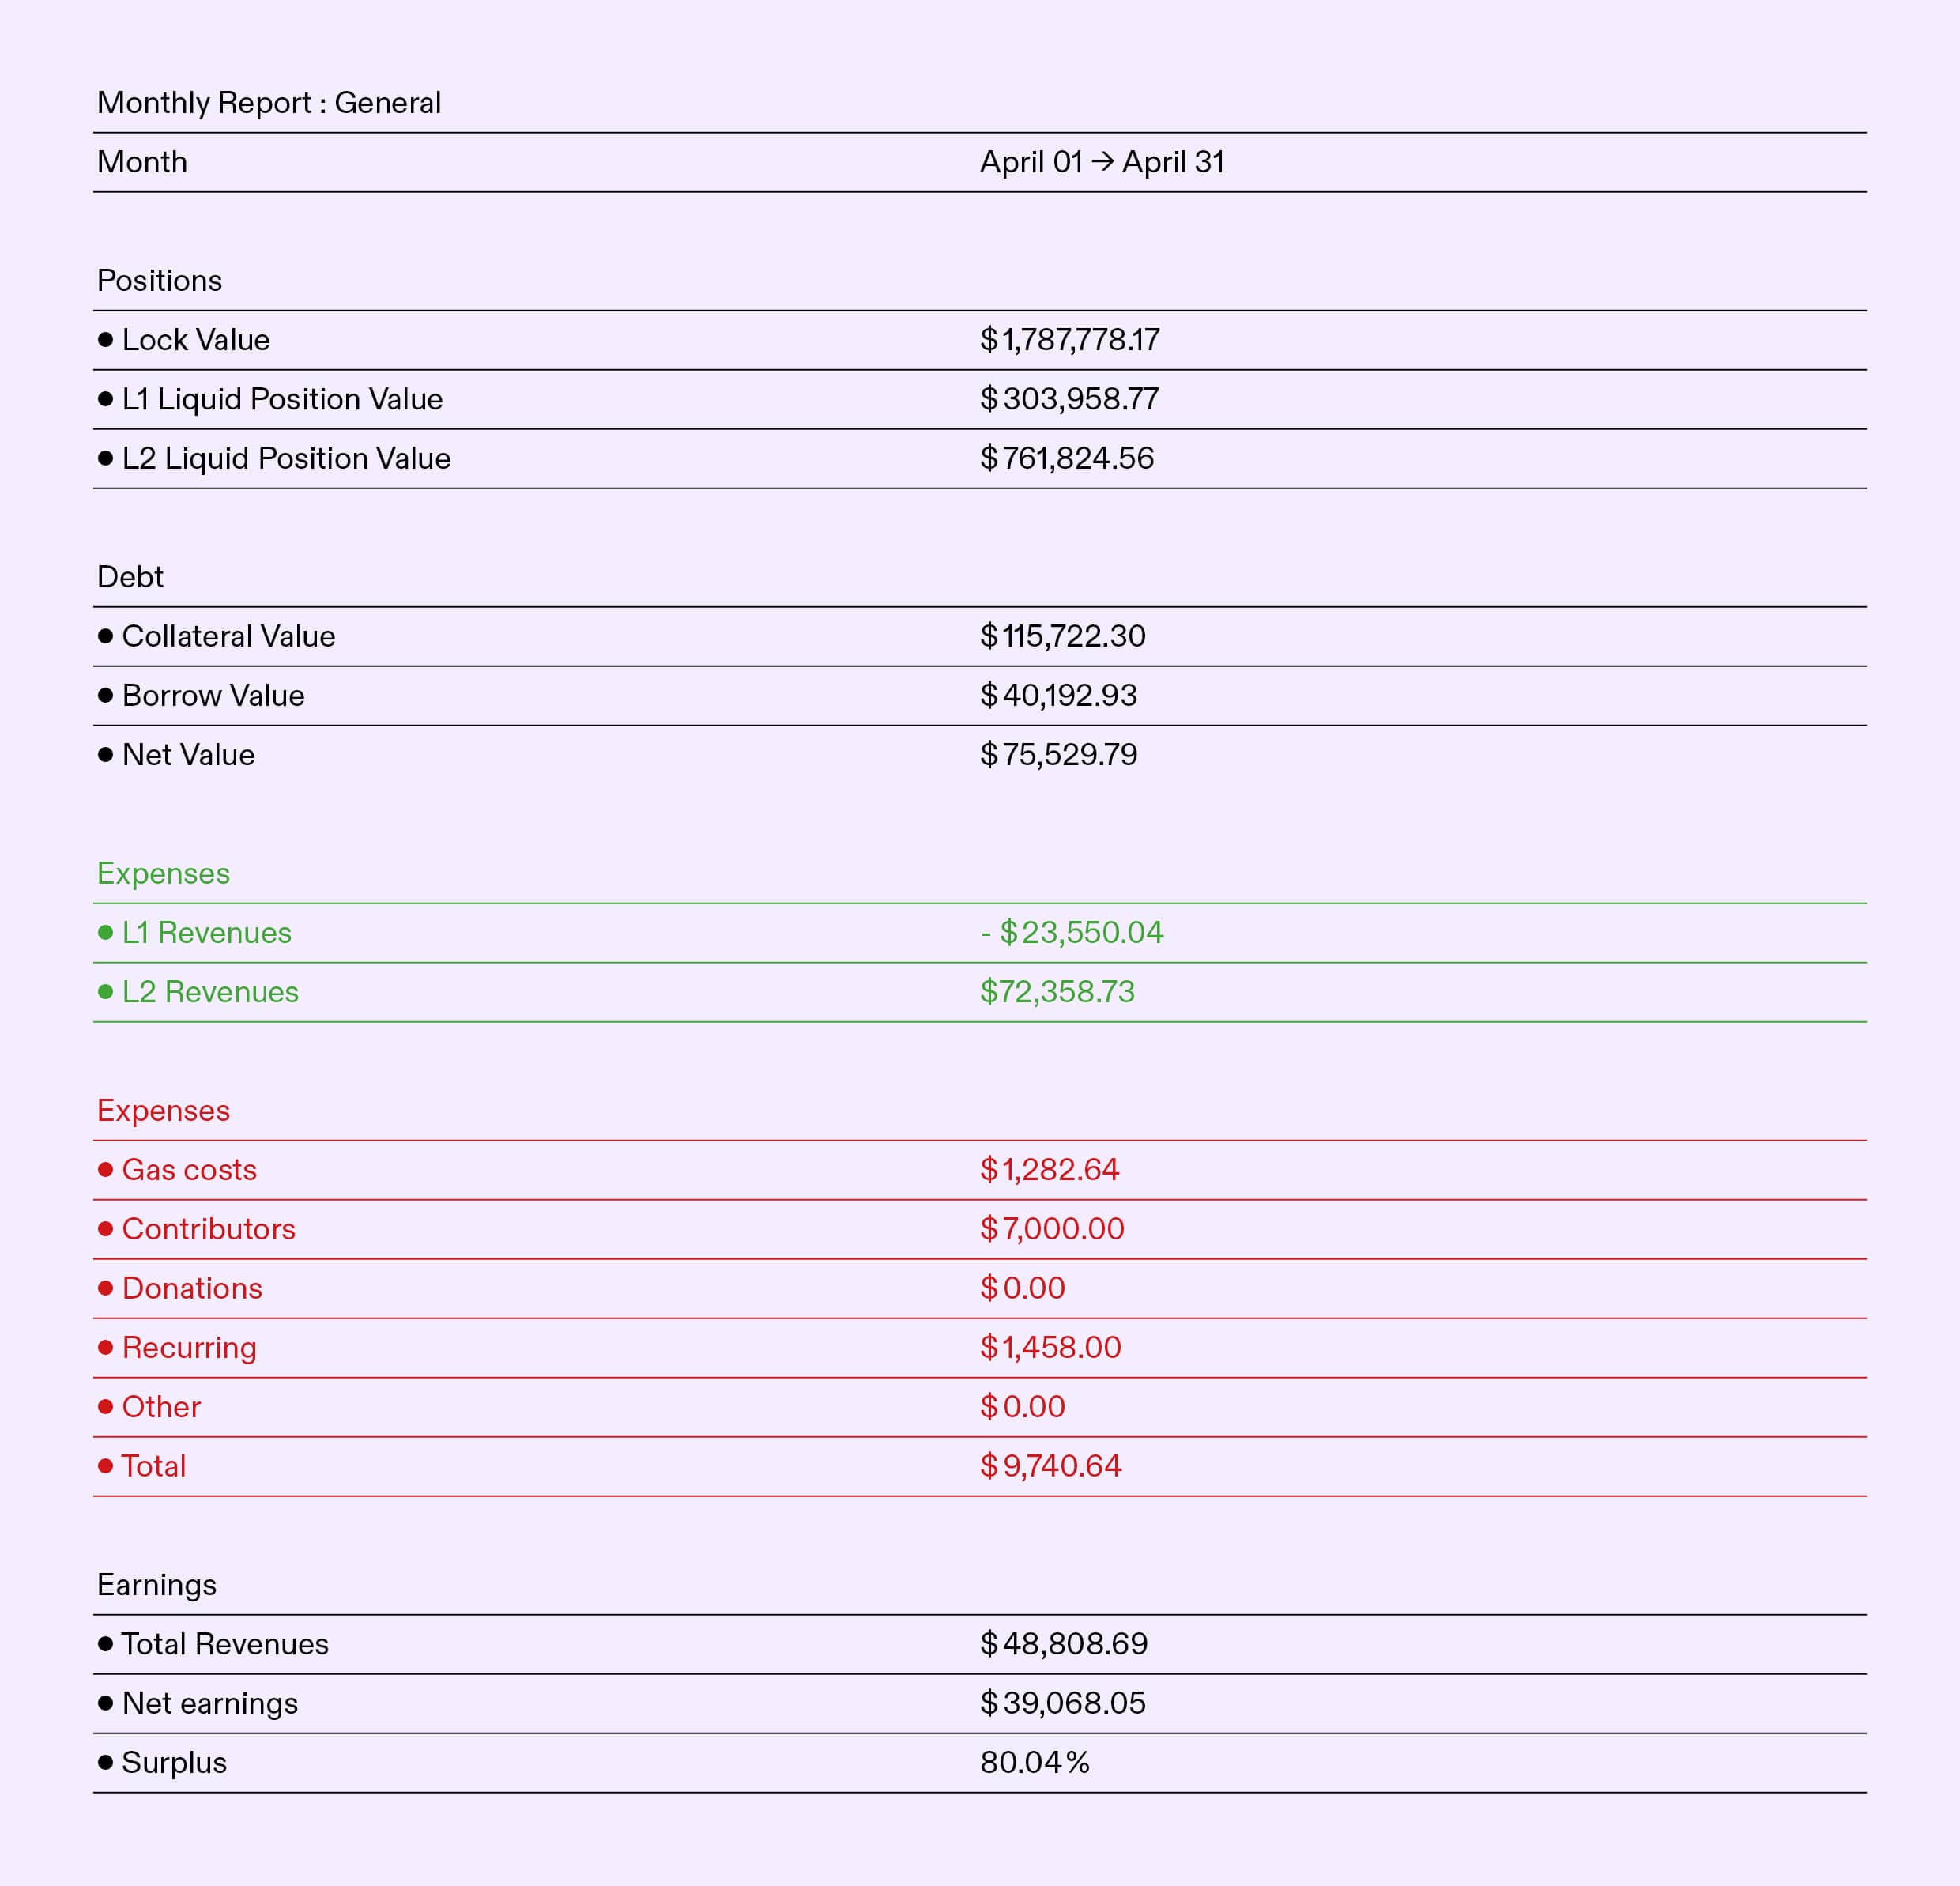 Monthly Report : General
Month April 01 → April 31
Positions
● Lock Value $1,787,778.17
● L1 Liquid Position Value $303,958.77
● L2 Liquid Position Value $761,824.56
Debt
● Collateral Value $115,722.30
● Borrow Value $40,192.93
● Net Value $75,529.79
Expenses
● L1 Revenues - $23,550.04
● L2 Revenues $72,358.73
Expenses
● Gas costs $1,282.64
● Contributors $7,000.00
● Donations $0.00
● Recurring $1,458.00
● Other $0.00
● Total $9,740.64
Earnings
● Total Revenues $48,808.69
● Net earnings $39,068.05
● Surplus 80.04%